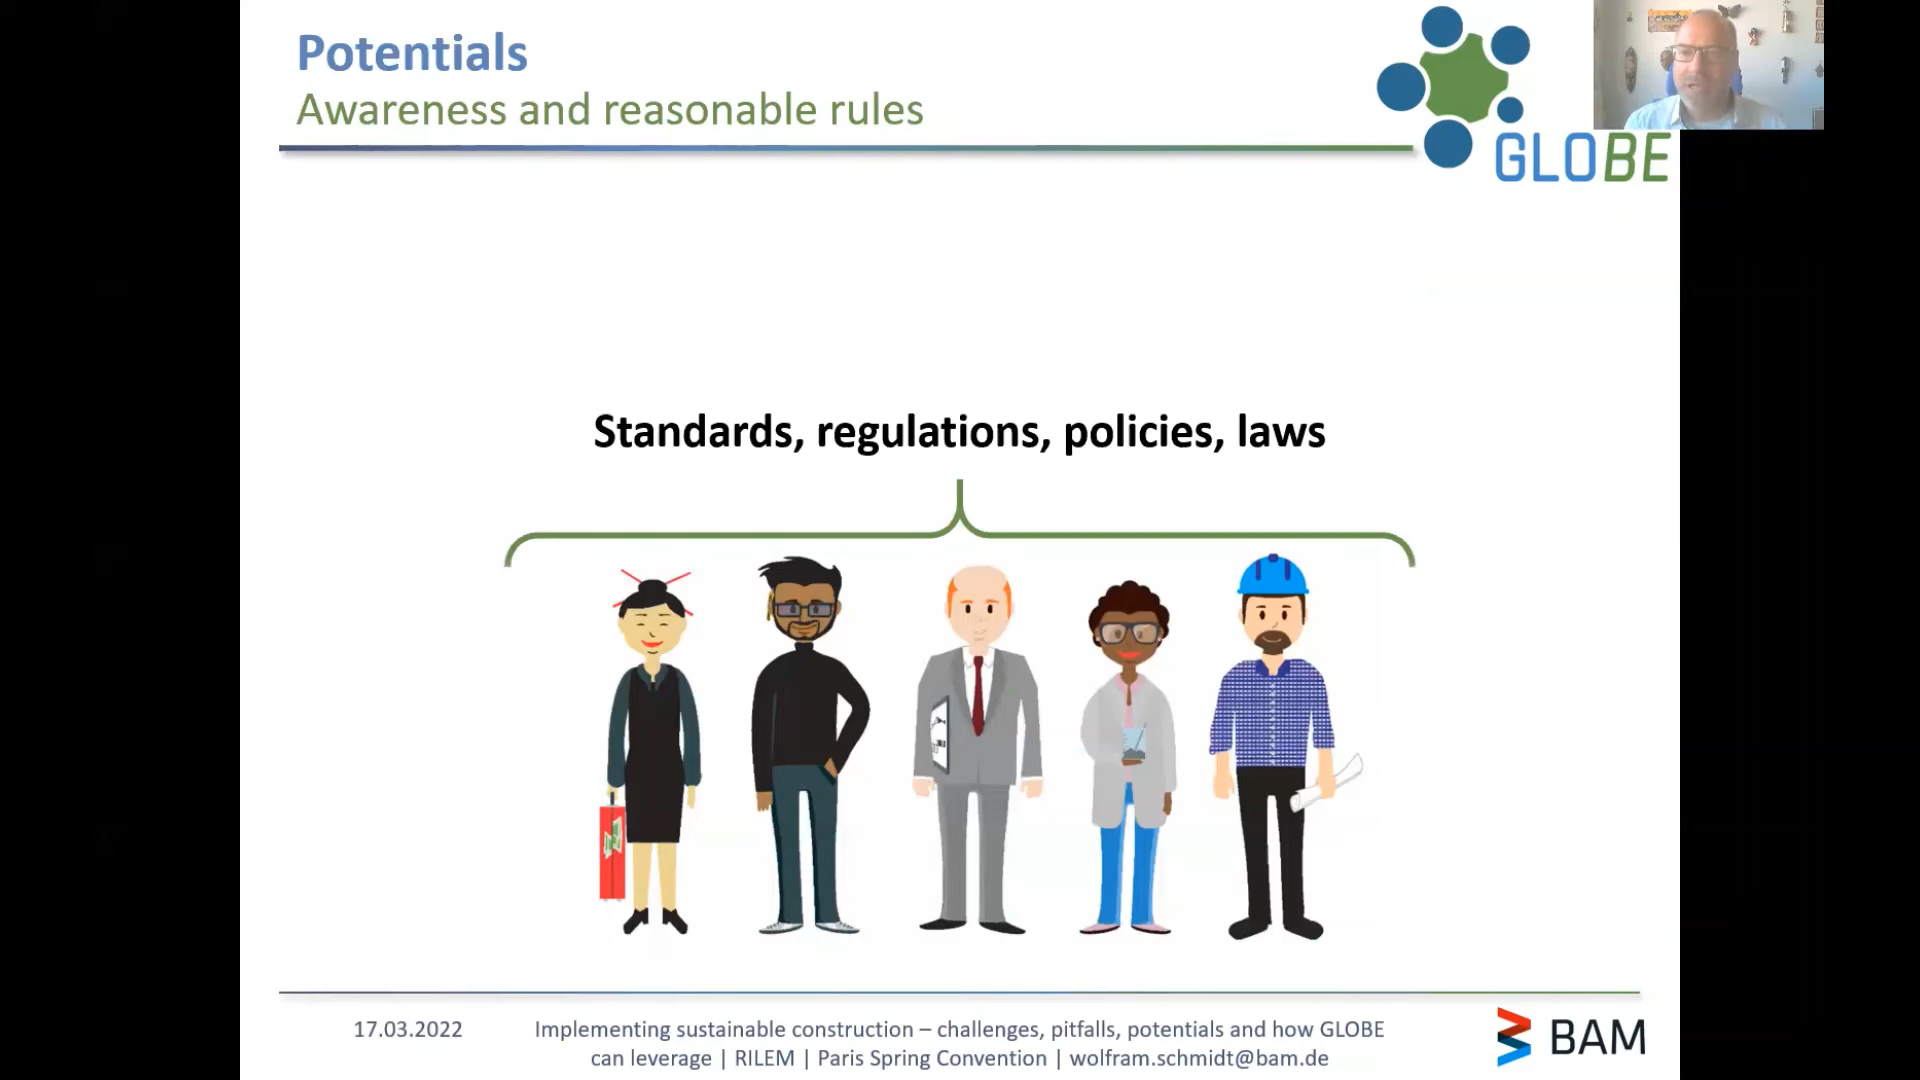 Potentials
Awareness and reasonable rules
GLOBE
Standards, regulations, policies, laws
17.03.2022
Implementing sustainable construction – challenges, pitfalls, potentials and how GLOBE
can leverage | RILEM | Paris Spring Convention | wolfram.schmidt@bam.de
BAM